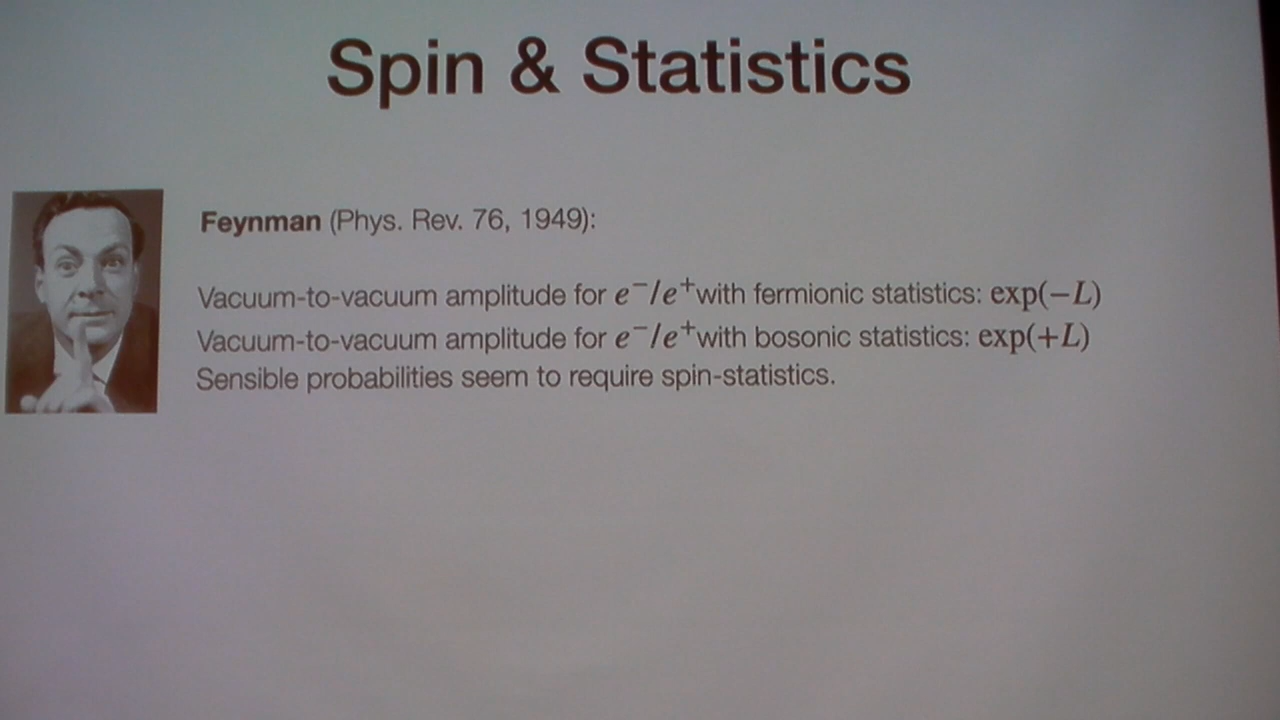 Spin & Statistics
Feynman (Phys. Rev. 76, 1949):
Vacuum-to-vacuum amplitude for e⁻/e⁺with fermionic statistics: exp(−L)
Vacuum-to-vacuum amplitude for e⁻/e⁺with bosonic statistics: exp(+L)
Sensible probabilities seem to require spin-statistics.